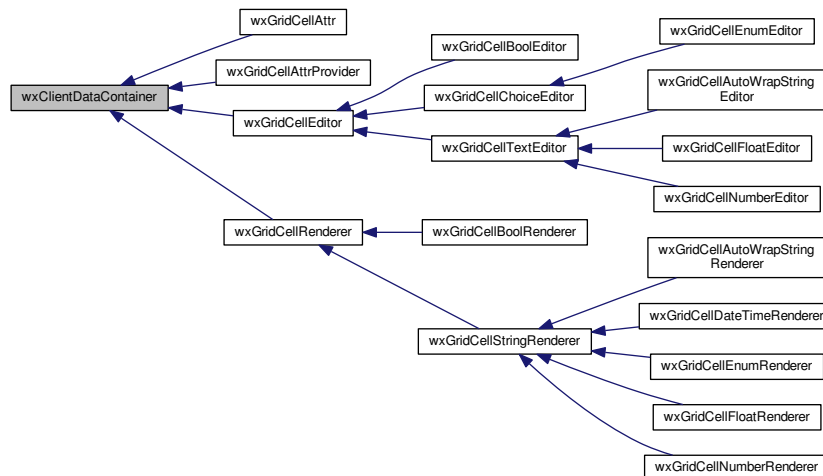 wxGridCellAttr
wxGridCellEnumEditor
wxGridCellBoolEditor
wxGridCellAttrProvider
wxGridCellAutoWrapString
Editor
wxClientDataContainer
wxGridCellChoiceEditor
wxGridCellEditor
wxGridCellTextEditor
wxGridCellFloatEditor
wxGridCellNumberEditor
wxGridCellRenderer
wxGridCellBoolRenderer
wxGridCellAutoWrapString
Renderer
wxGridCellDateTimeRenderer
wxGridCellStringRenderer
wxGridCellEnumRenderer
wxGridCellFloatRenderer
wxGridCellNumberRenderer